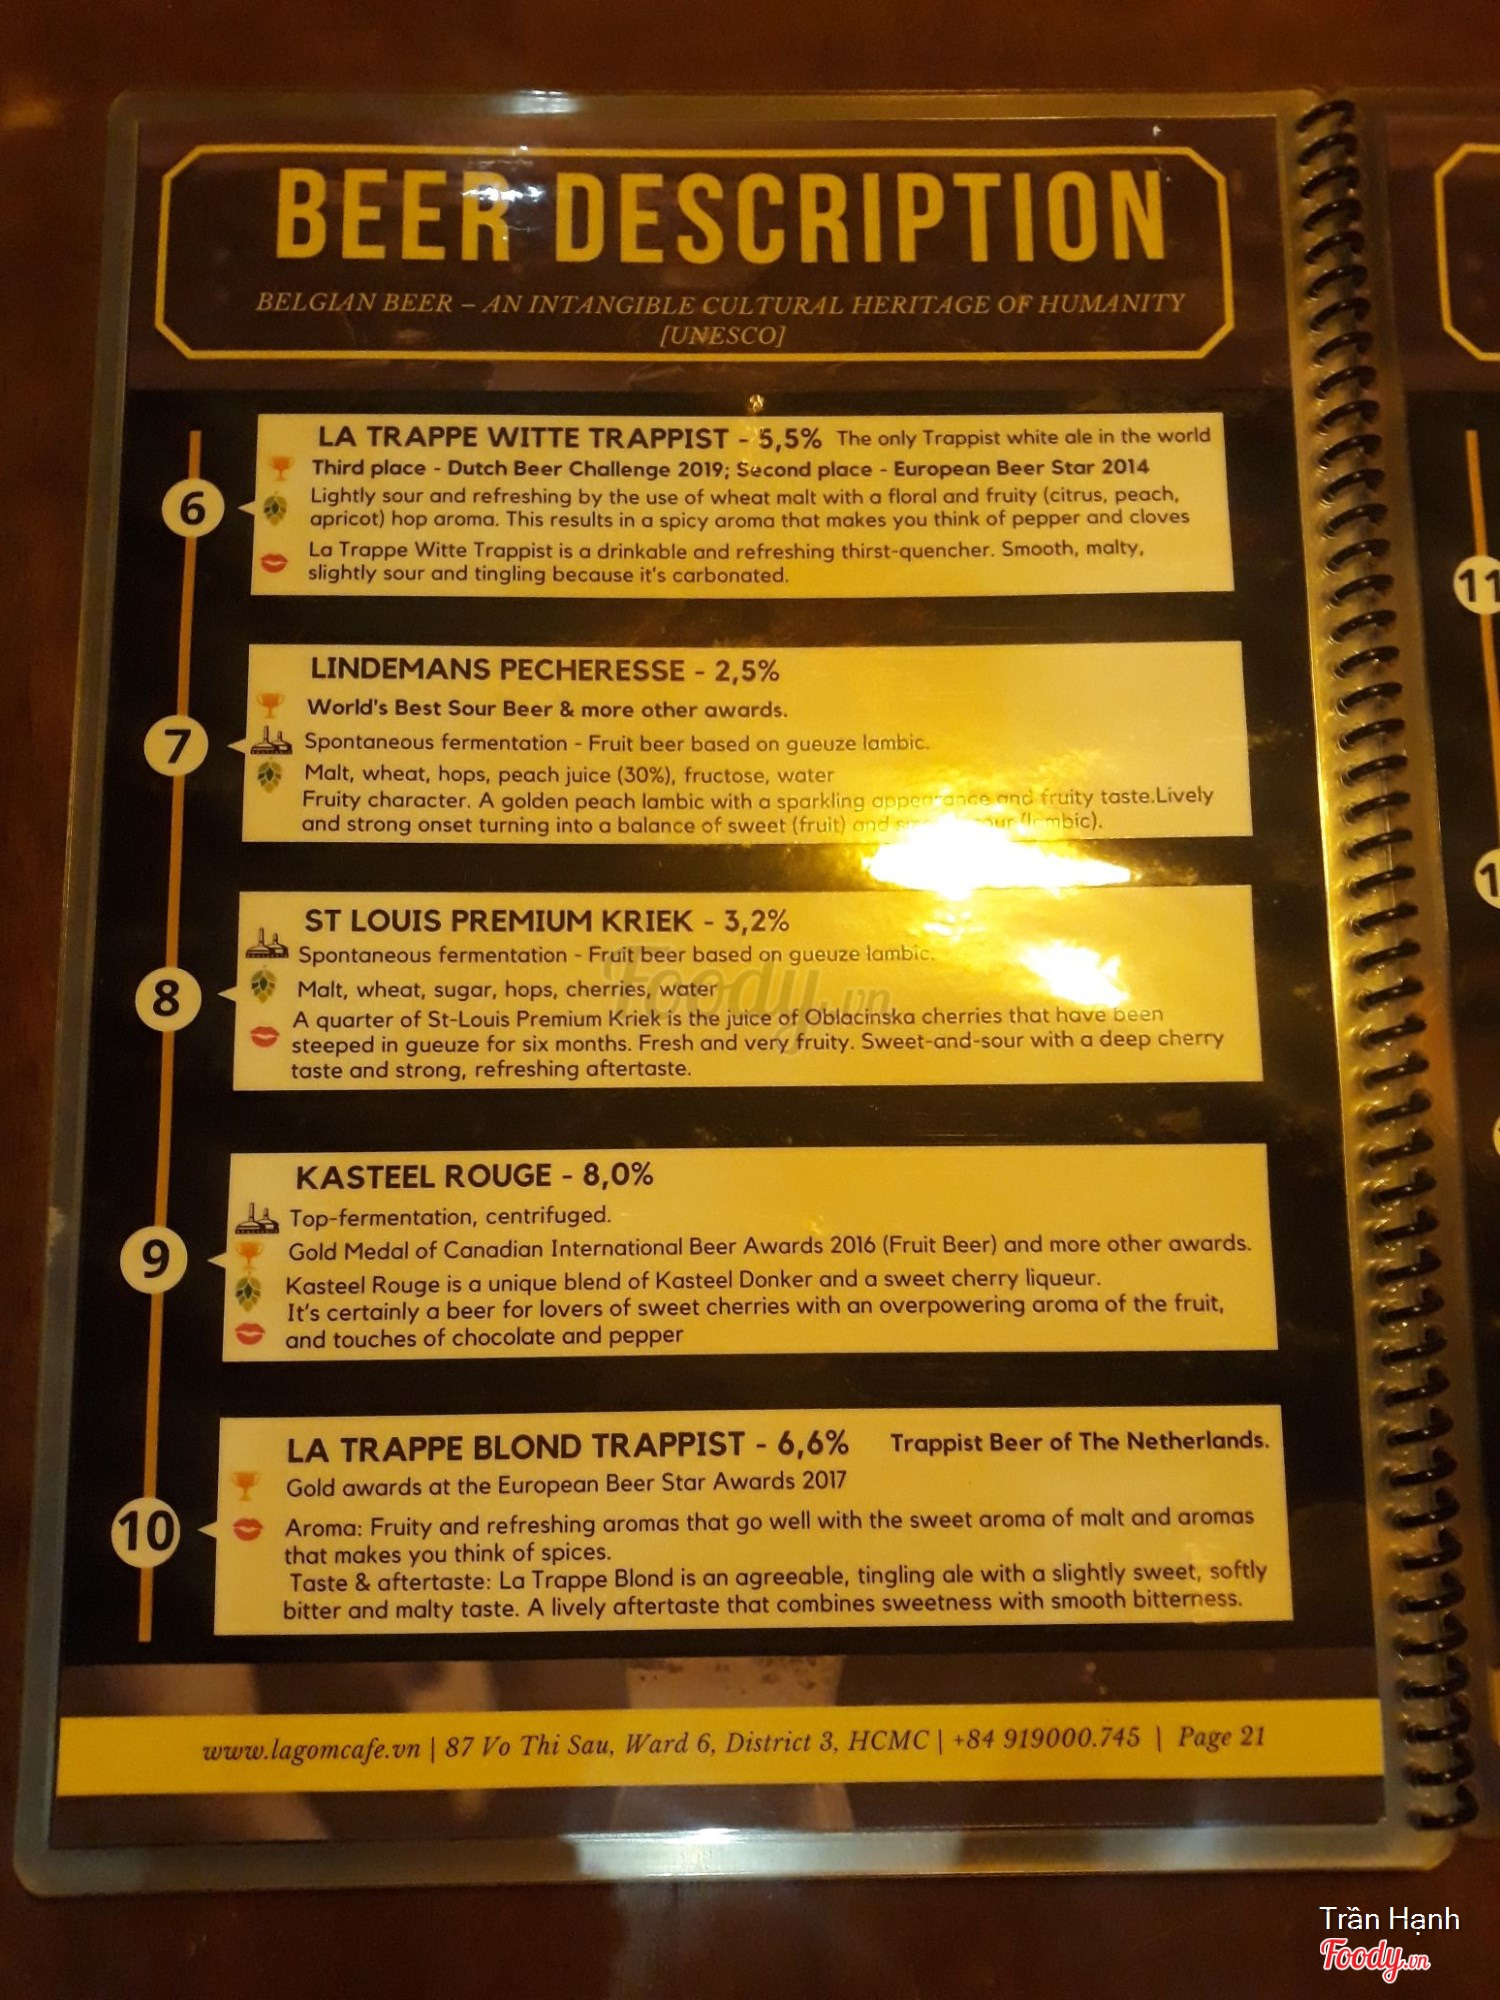 BEER DESCRIPTION
BELGIAN BEER – AN INTANGIBLE CULTURAL HERITAGE OF HUMANITY
[UNESCO]
6
LA TRAPPE WITTE TRAPPIST - 5,5% The only Trappist white ale in the world
Third place - Dutch Beer Challenge 2019; Second place - European Beer Star 2014
Lightly sour and refreshing by the use of wheat malt with a floral and fruity (citrus, peach,
apricot) hop aroma. This results in a spicy aroma that makes you think of pepper and cloves
La Trappe Witte Trappist is a drinkable and refreshing thirst-quencher. Smooth, malty,
slightly sour and tingling because it's carbonated.
7
LINDEMANS PECHERESSE - 2,5%
World's Best Sour Beer & more other awards.
Spontaneous fermentation - Fruit beer based on gueuze lambic.
Malt, wheat, hops, peach juice (30%), fructose, water
Fruity character. A golden peach lambic with a sparkling appearance and fruity taste.Lively
and strong onset turning into a balance of sweet (fruit) and (lambic).
8
ST LOUIS PREMIUM KRIEK - 3,2%
Spontaneous fermentation - Fruit beer based on gueuze lambic.
Malt, wheat, sugar, hops, cherries, water
A quarter of St-Louis Premium Kriek is the juice of Oblacinska cherries that have been
steeped in gueuze for six months. Fresh and very fruity. Sweet-and-sour with a deep cherry
taste and strong, refreshing aftertaste.
Foody.vn
9
KASTEEL ROUGE - 8,0%
Top-fermentation, centrifuged.
Gold Medal of Canadian International Beer Awards 2016 (Fruit Beer) and more other awards.
Kasteel Rouge is a unique blend of Kasteel Donker and a sweet cherry liqueur.
It's certainly a beer for lovers of sweet cherries with an overpowering aroma of the fruit,
and touches of chocolate and pepper
10
LA TRAPPE BLOND TRAPPIST - 6,6% Trappist Beer of The Netherlands.
Gold awards at the European Beer Star Awards 2017
Aroma: Fruity and refreshing aromas that go well with the sweet aroma of malt and aromas
that makes you think of spices.
Taste & aftertaste: La Trappe Blond is an agreeable, tingling ale with a slightly sweet, softly
bitter and malty taste. A lively aftertaste that combines sweetness with smooth bitterness.
www.lagomcafe.vn | 87 Vo Thi Sau, Ward 6, District 3, HCMC | +84 919000.745 | Page 21
11
Trần Hạnh
Foody.vn